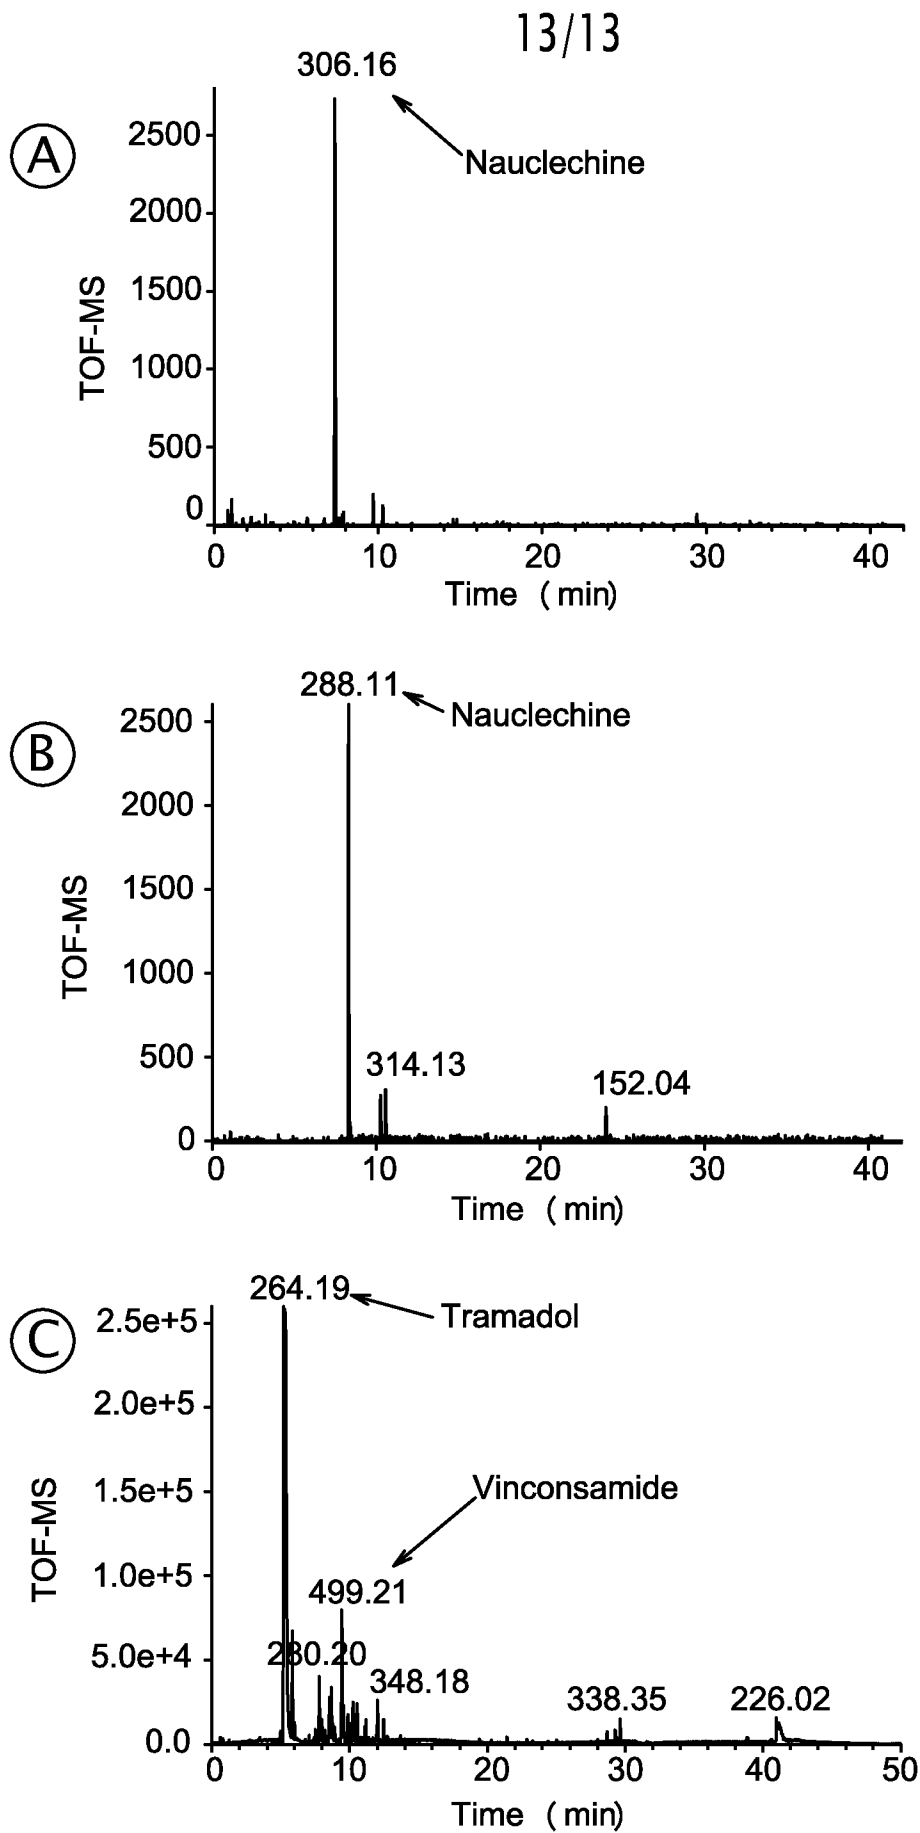 13/13
306.16
A
Nauclechine
2500
2000
1500
1000
500
0
TOF-MS
0 10 20 30 40
Time (min)
288.11
Nauclechine
B
2500
2000
1500
1000
500
0
TOF-MS
314.13
152.04
0 10 20 30 40
Time (min)
264.19
Tramadol
C
2.5e+5
2.0e+5
1.5e+5
1.0e+5
5.0e+4
0.0
TOF-MS
Vinconsamide
499.21
280.20
348.18
338.35
226.02
0 10 20 30 40 50
Time (min)